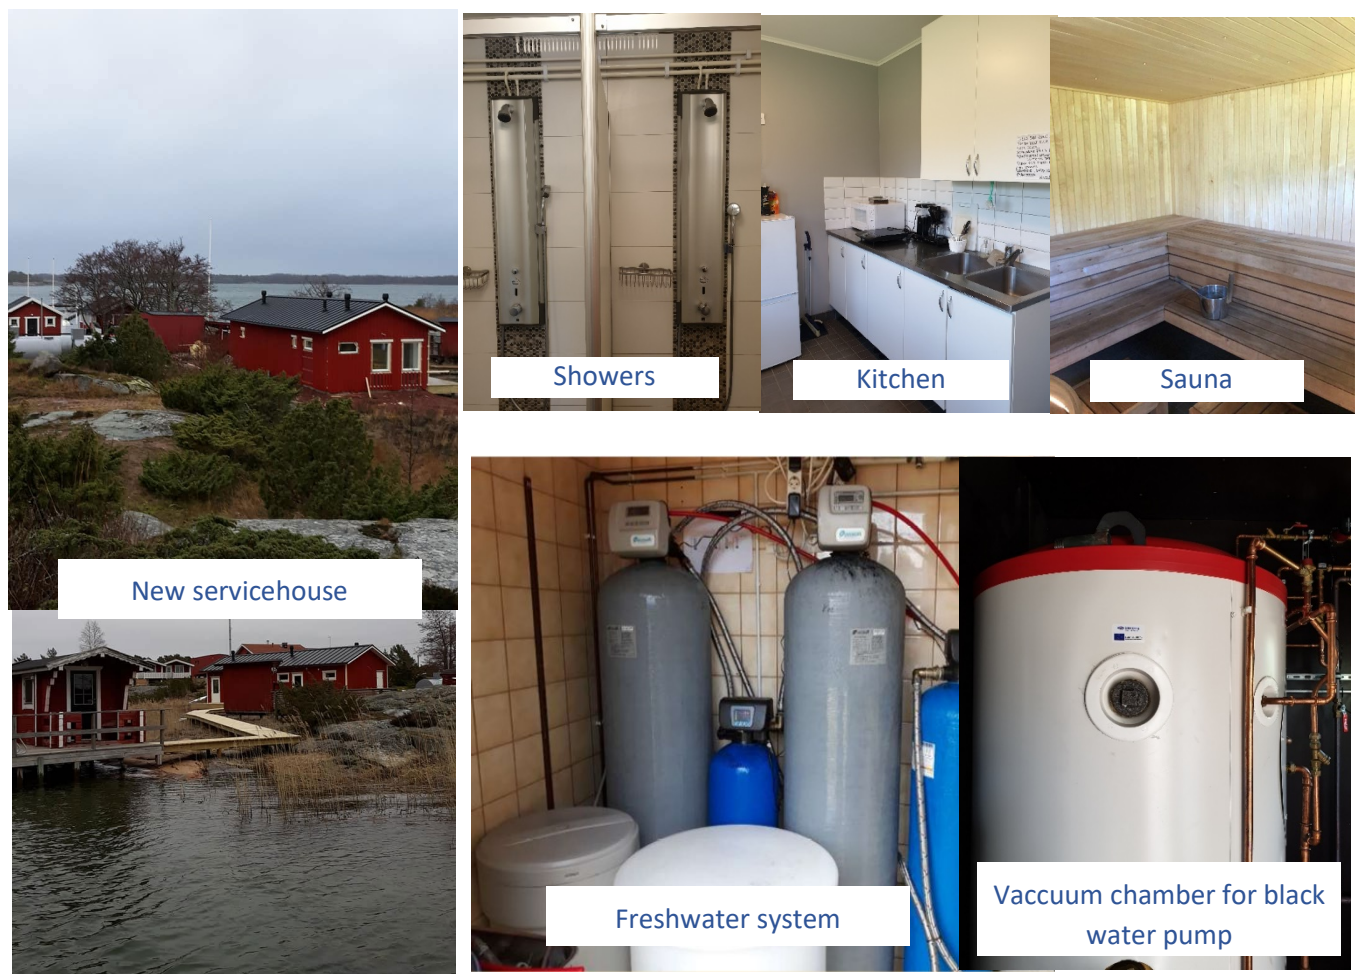 New servicehouse
Showers
Kitchen
Sauna
Freshwater system
Vaccuum chamber for black
water pump